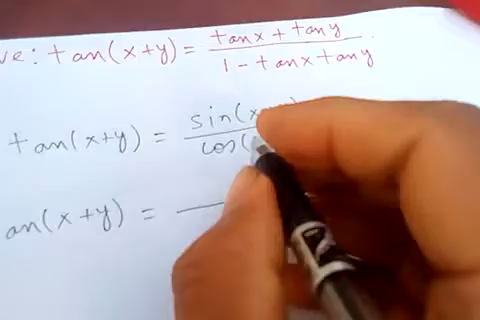 ve: tan(x+y) = tanx + tany / 1 - tanx tany.
tan(x+y) = sin(x / cos(
an(x+y) =